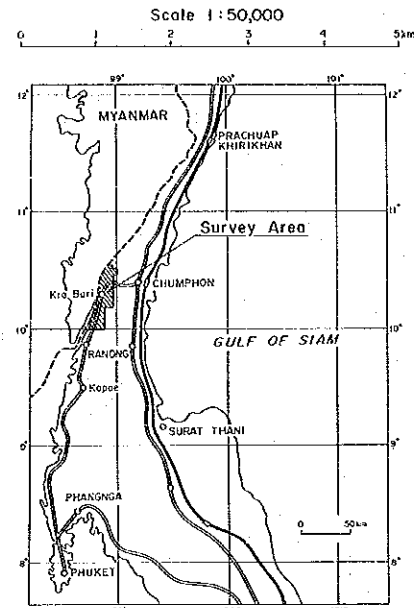 Scale 1:50,000
0 1 2 3 4 5km
99° 100° 101°
12° 12°
MYANMAR
PRACHUAP
KHIRIKHAN
11° 11°
Survey Area
Kra Buri
CHUMPHON
10° 10°
GULF OF SIAM
RANONG
Kapoe
SURAT THANI
PHANGNGA
0 50km
8° 8°
PHUKET